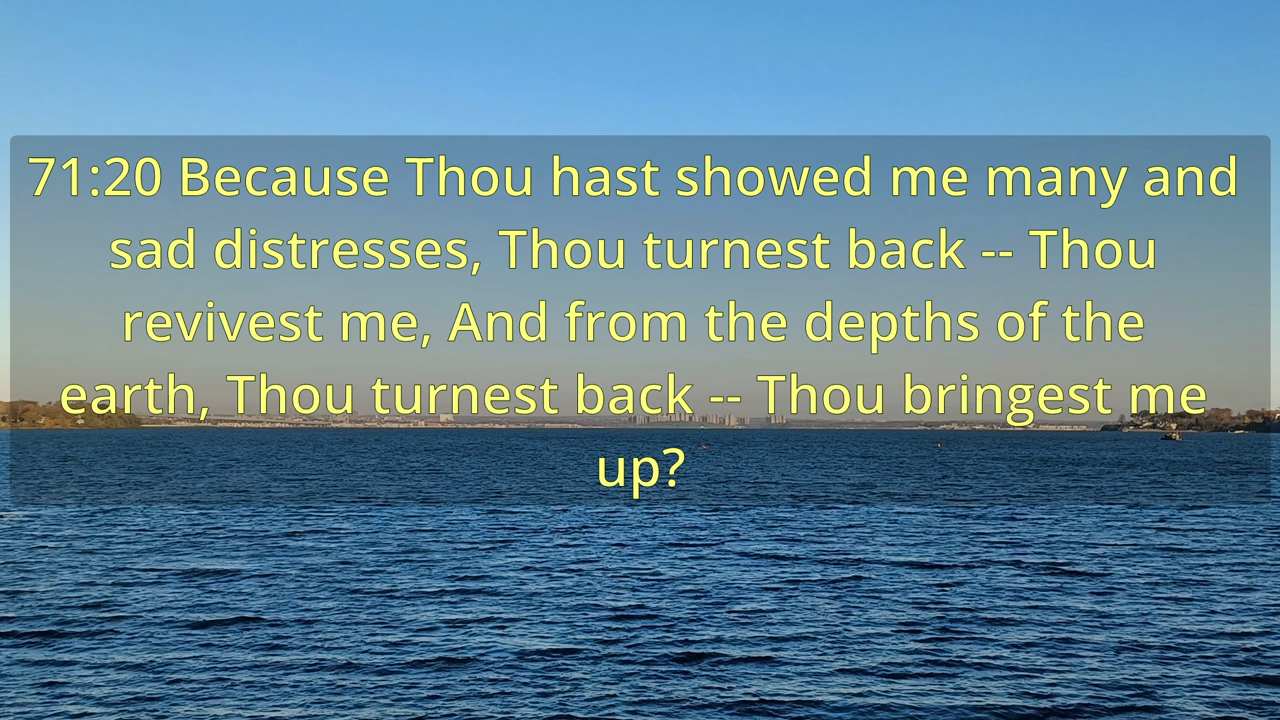 71:20 Because Thou hast showed me many and
sad distresses, Thou turnest back -- Thou
revivest me, And from the depths of the
earth, Thou turnest back -- Thou bringest me
up?